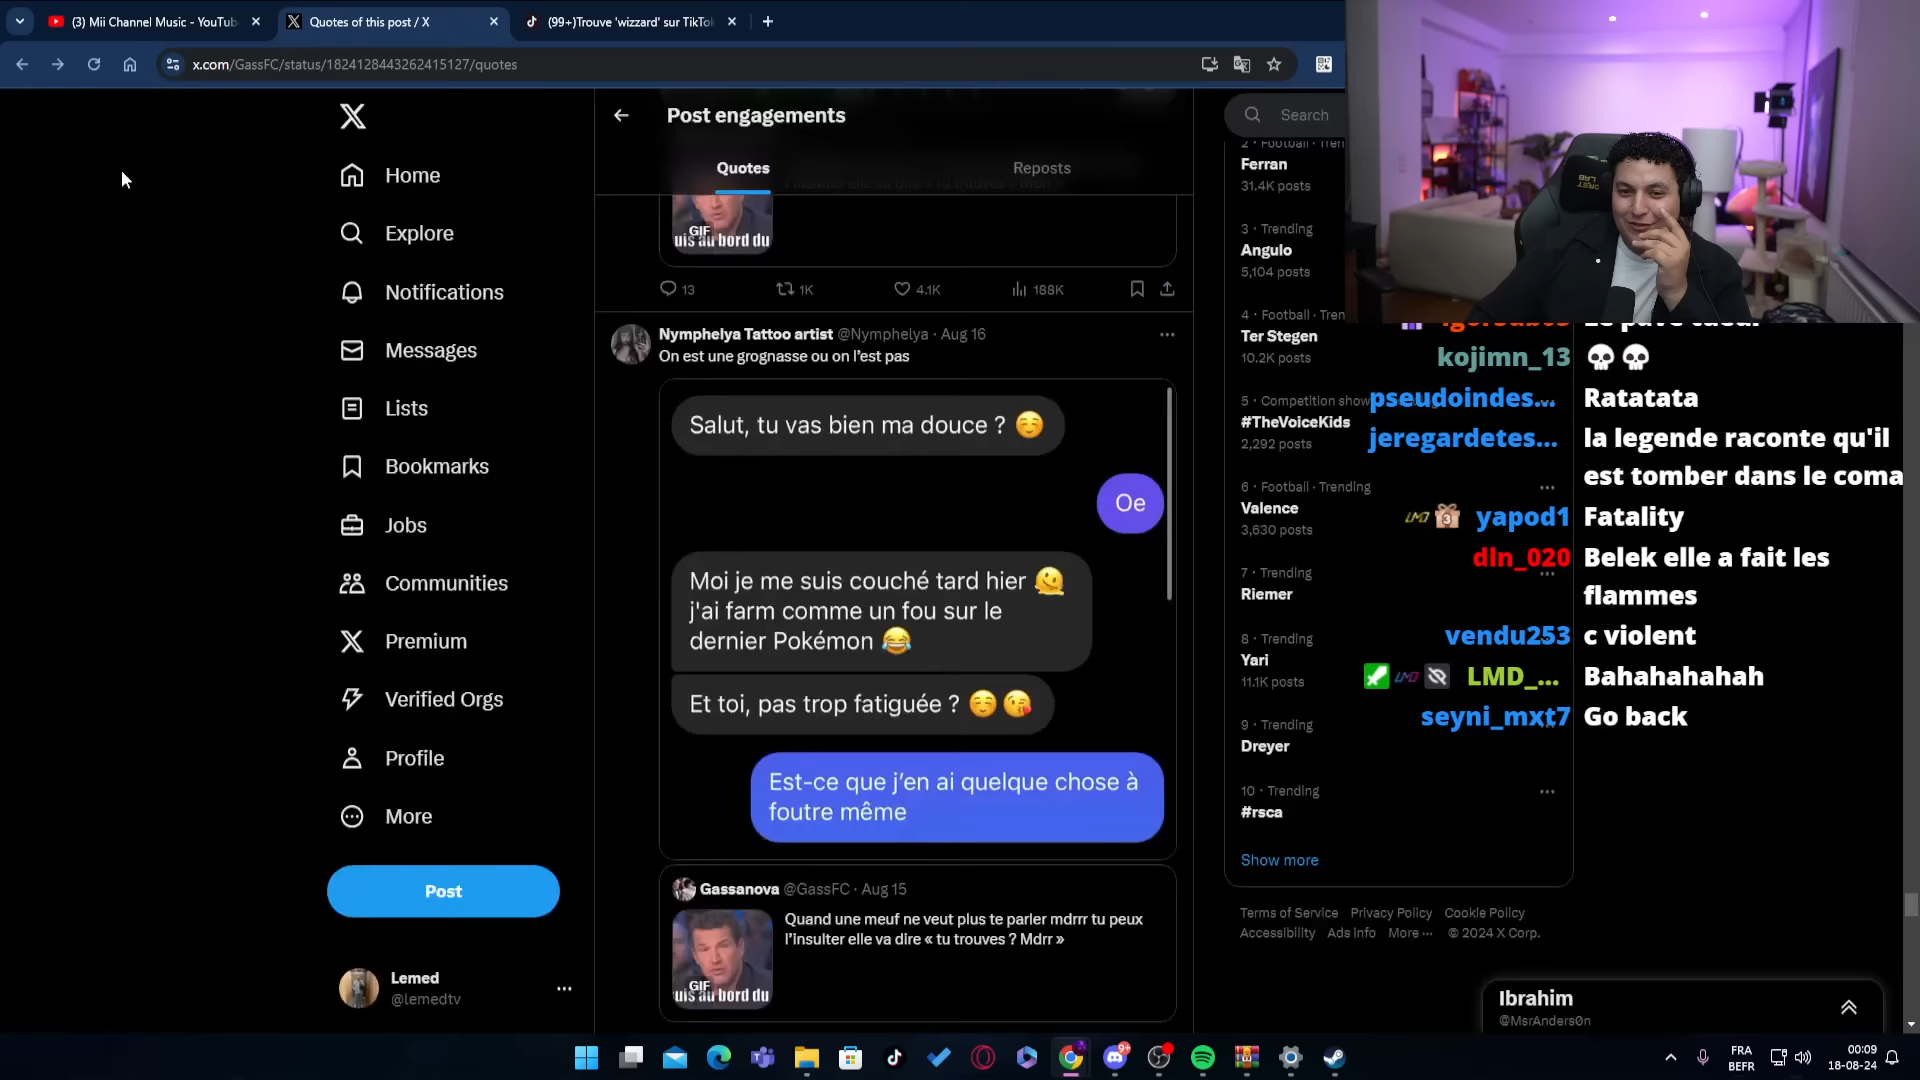 (3) Mii Channel Music - YouTub
Quotes of this post / X
(99+)Trouve 'wizzard' sur TikTo
x.com/GassFC/status/1824128443262415127/quotes
Home
Explore
Notifications
Messages
Lists
Bookmarks
Jobs
Communities
Premium
Verified Orgs
Profile
More
Post
Lemed
@lemedtv
Post engagements
Quotes
Reposts
GIF
uis au bord du
13
1K
4.1K
188K
Nymphelya Tattoo artist @Nymphelya · Aug 16
On est une grognasse ou on l'est pas
Salut, tu vas bien ma douce ? ☺️
Oe
Moi je me suis couché tard hier 🫠
j'ai farm comme un fou sur le
dernier Pokémon 😂
Et toi, pas trop fatiguée ? ☺️ 😘
Est-ce que j'en ai quelque chose à
foutre même
Gassanova @GassFC · Aug 15
Quand une meuf ne veut plus te parler mdrrr tu peux
l'insulter elle va dire « tu trouves ? Mdrr »
GIF
uis au bord du
Search
2 · Football · Tren
Ferran
31.4K posts
3 · Trending
Angulo
5,104 posts
4 · Football · Tren
Ter Stegen
10.2K posts
5 · Competition show
#TheVoiceKids
2,292 posts
6 · Football · Trending
Valence
3,630 posts
7 · Trending
Riemer
8 · Trending
Yari
11.1K posts
9 · Trending
Dreyer
10 · Trending
#rsca
Show more
Terms of Service Privacy Policy Cookie Policy
Accessibility Ads info More ··· © 2024 X Corp.
kojimn_13 💀💀
pseudoindes... Ratatata
jeregardetes... la legende raconte qu'il
est tomber dans le coma
yapod1 Fatality
dln_020 Belek elle a fait les
flammes
vendu253 c violent
LMD_... Bahahahahah
seyni_mxt7 Go back
Ibrahim
@MsrAnders0n
FRA
BEFR
00:09
18-08-24